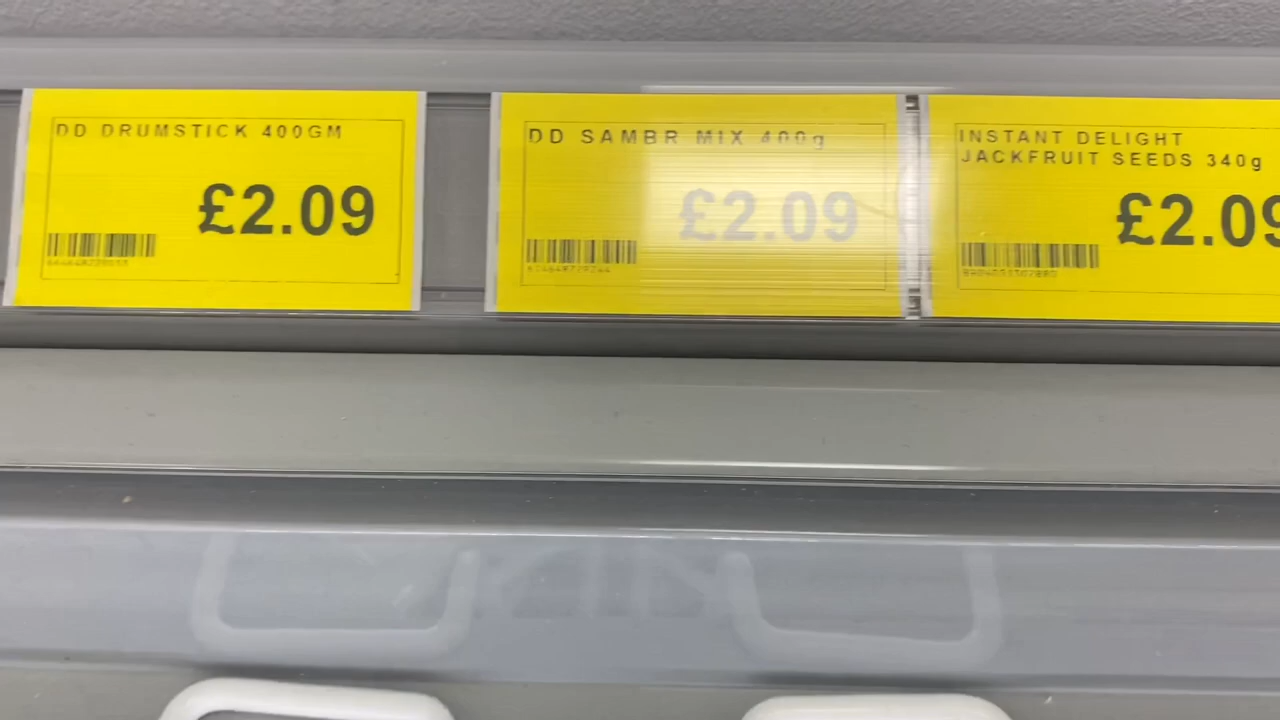 DD DRUMSTICK 400GM
£2.09
DD SAMBR MIX 400g
£2.09
INSTANT DELIGHT
JACKFRUIT SEEDS 340g
£2.09